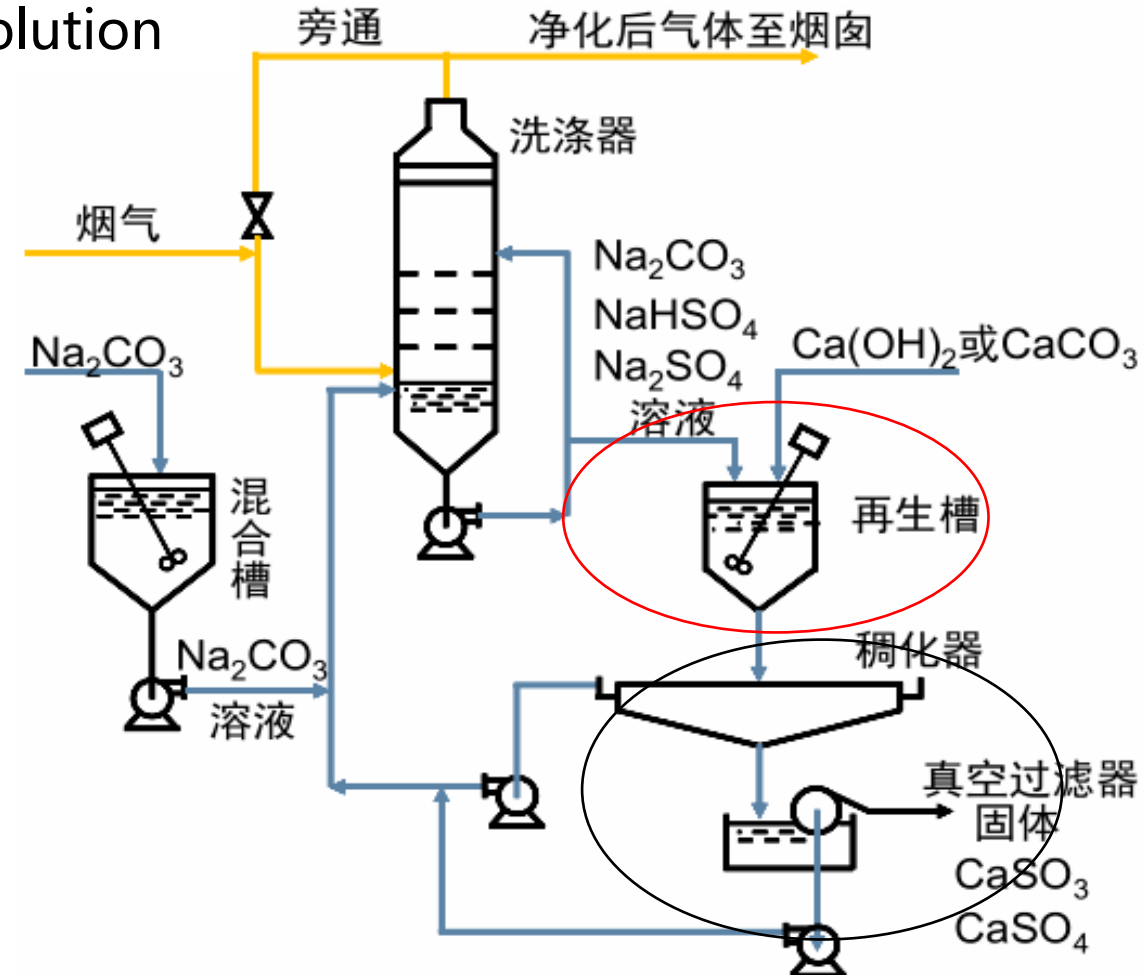 olution
旁通
净化后气体至烟囱
洗涤器
烟气
Na₂CO₃
NaHSO₄
Na₂SO₄
溶液
Ca(OH)₂或CaCO₃
Na₂CO₃
混
合
槽
再生槽
稠化器
Na₂CO₃
溶液
真空过滤器
固体
CaSO₃
CaSO₄